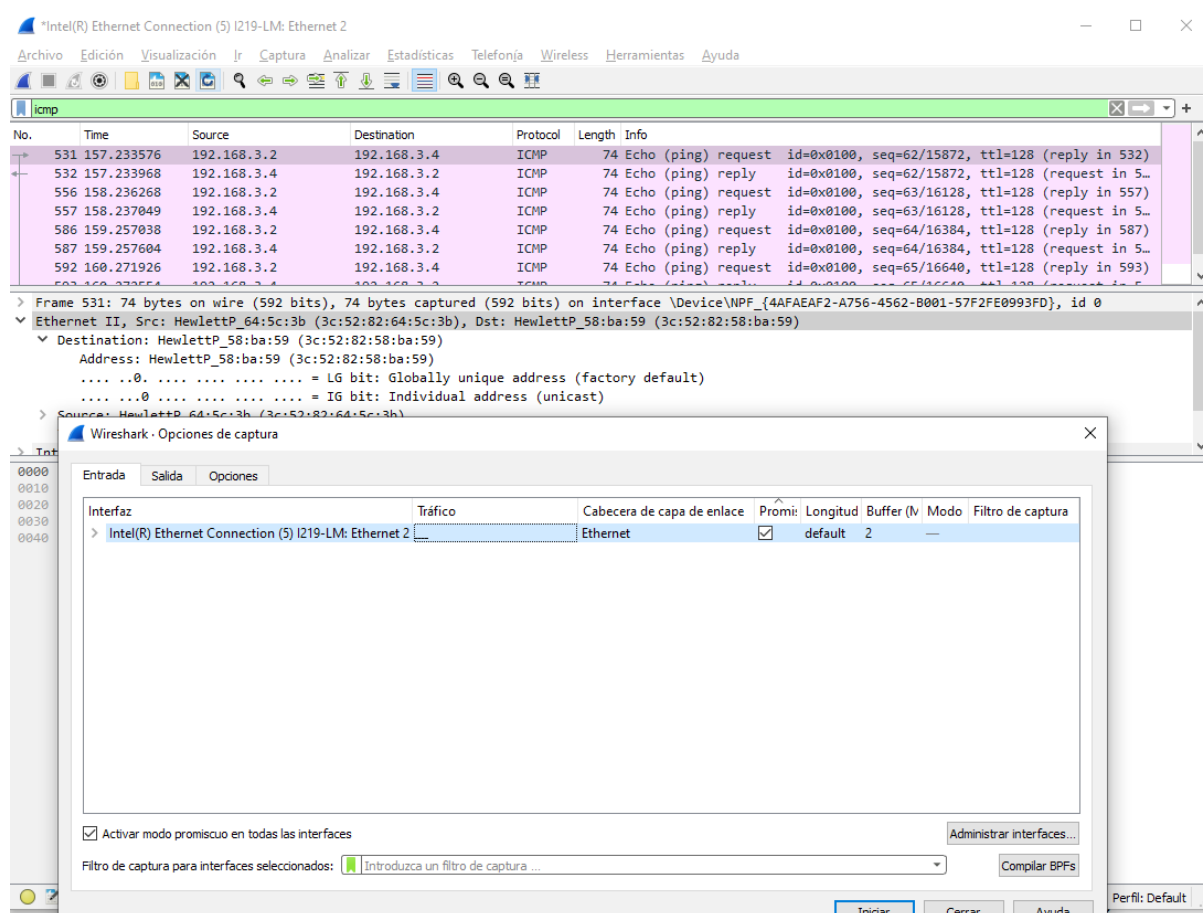 *Intel(R) Ethernet Connection (5) I219-LM: Ethernet 2
Archivo Edición Visualización Ir Captura Analizar Estadísticas Telefonía Wireless Herramientas Ayuda
icmp
No. Time Source Destination Protocol Length Info
531 157.233576 192.168.3.2 192.168.3.4 ICMP 74 Echo (ping) request id=0x0100, seq=62/15872, ttl=128 (reply in 532)
532 157.233968 192.168.3.4 192.168.3.2 ICMP 74 Echo (ping) reply id=0x0100, seq=62/15872, ttl=128 (request in 5…
556 158.236268 192.168.3.2 192.168.3.4 ICMP 74 Echo (ping) request id=0x0100, seq=63/16128, ttl=128 (reply in 557)
557 158.237049 192.168.3.4 192.168.3.2 ICMP 74 Echo (ping) reply id=0x0100, seq=63/16128, ttl=128 (request in 5…
586 159.257038 192.168.3.2 192.168.3.4 ICMP 74 Echo (ping) request id=0x0100, seq=64/16384, ttl=128 (reply in 587)
587 159.257604 192.168.3.4 192.168.3.2 ICMP 74 Echo (ping) reply id=0x0100, seq=64/16384, ttl=128 (request in 5…
592 160.271926 192.168.3.2 192.168.3.4 ICMP 74 Echo (ping) request id=0x0100, seq=65/16640, ttl=128 (reply in 593)
Frame 531: 74 bytes on wire (592 bits), 74 bytes captured (592 bits) on interface \Device\NPF_{4AFAEAF2-A756-4562-B001-57F2FE0993FD}, id 0
Ethernet II, Src: HewlettP_64:5c:3b (3c:52:82:64:5c:3b), Dst: HewlettP_58:ba:59 (3c:52:82:58:ba:59)
Destination: HewlettP_58:ba:59 (3c:52:82:58:ba:59)
Address: HewlettP_58:ba:59 (3c:52:82:58:ba:59)
.... ..0. .... .... .... .... = LG bit: Globally unique address (factory default)
.... ...0 .... .... .... .... = IG bit: Individual address (unicast)
Source: HewlettP_64:5c:3b (3c:52:82:64:5c:3b)
Int
0000
0010
0020
0030
0040
Wireshark · Opciones de captura
Entrada Salida Opciones
Interfaz Tráfico Cabecera de capa de enlace Promi: Longitud Buffer (M Modo Filtro de captura
Intel(R) Ethernet Connection (5) I219-LM: Ethernet 2 Ethernet default 2 —
Activar modo promiscuo en todas las interfaces
Administrar interfaces...
Filtro de captura para interfaces seleccionados: Introduzca un filtro de captura ... Compilar BPFs
Perfil: Default
Iniciar Cerrar Ayuda